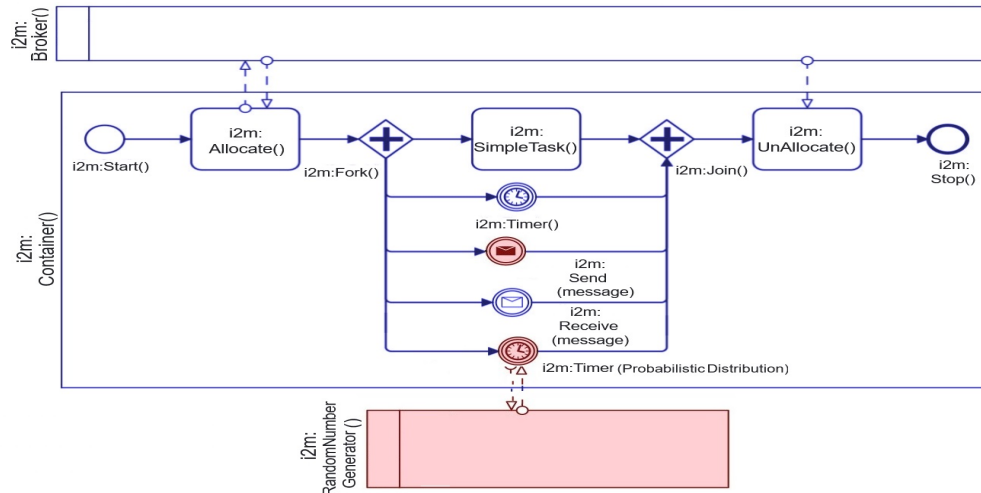 i2m:
Broker()
i2m:
Container()
i2m:Start()
i2m:
Allocate()
i2m:Fork()
i2m:
SimpleTask()
i2m:Join()
i2m:
UnAllocate()
i2m:
Stop()
i2m:Timer()
i2m:
Send
(message)
i2m:
Receive
(message)
i2m:Timer (Probabilistic Distribution)
i2m:
RandomNumber
Generator()